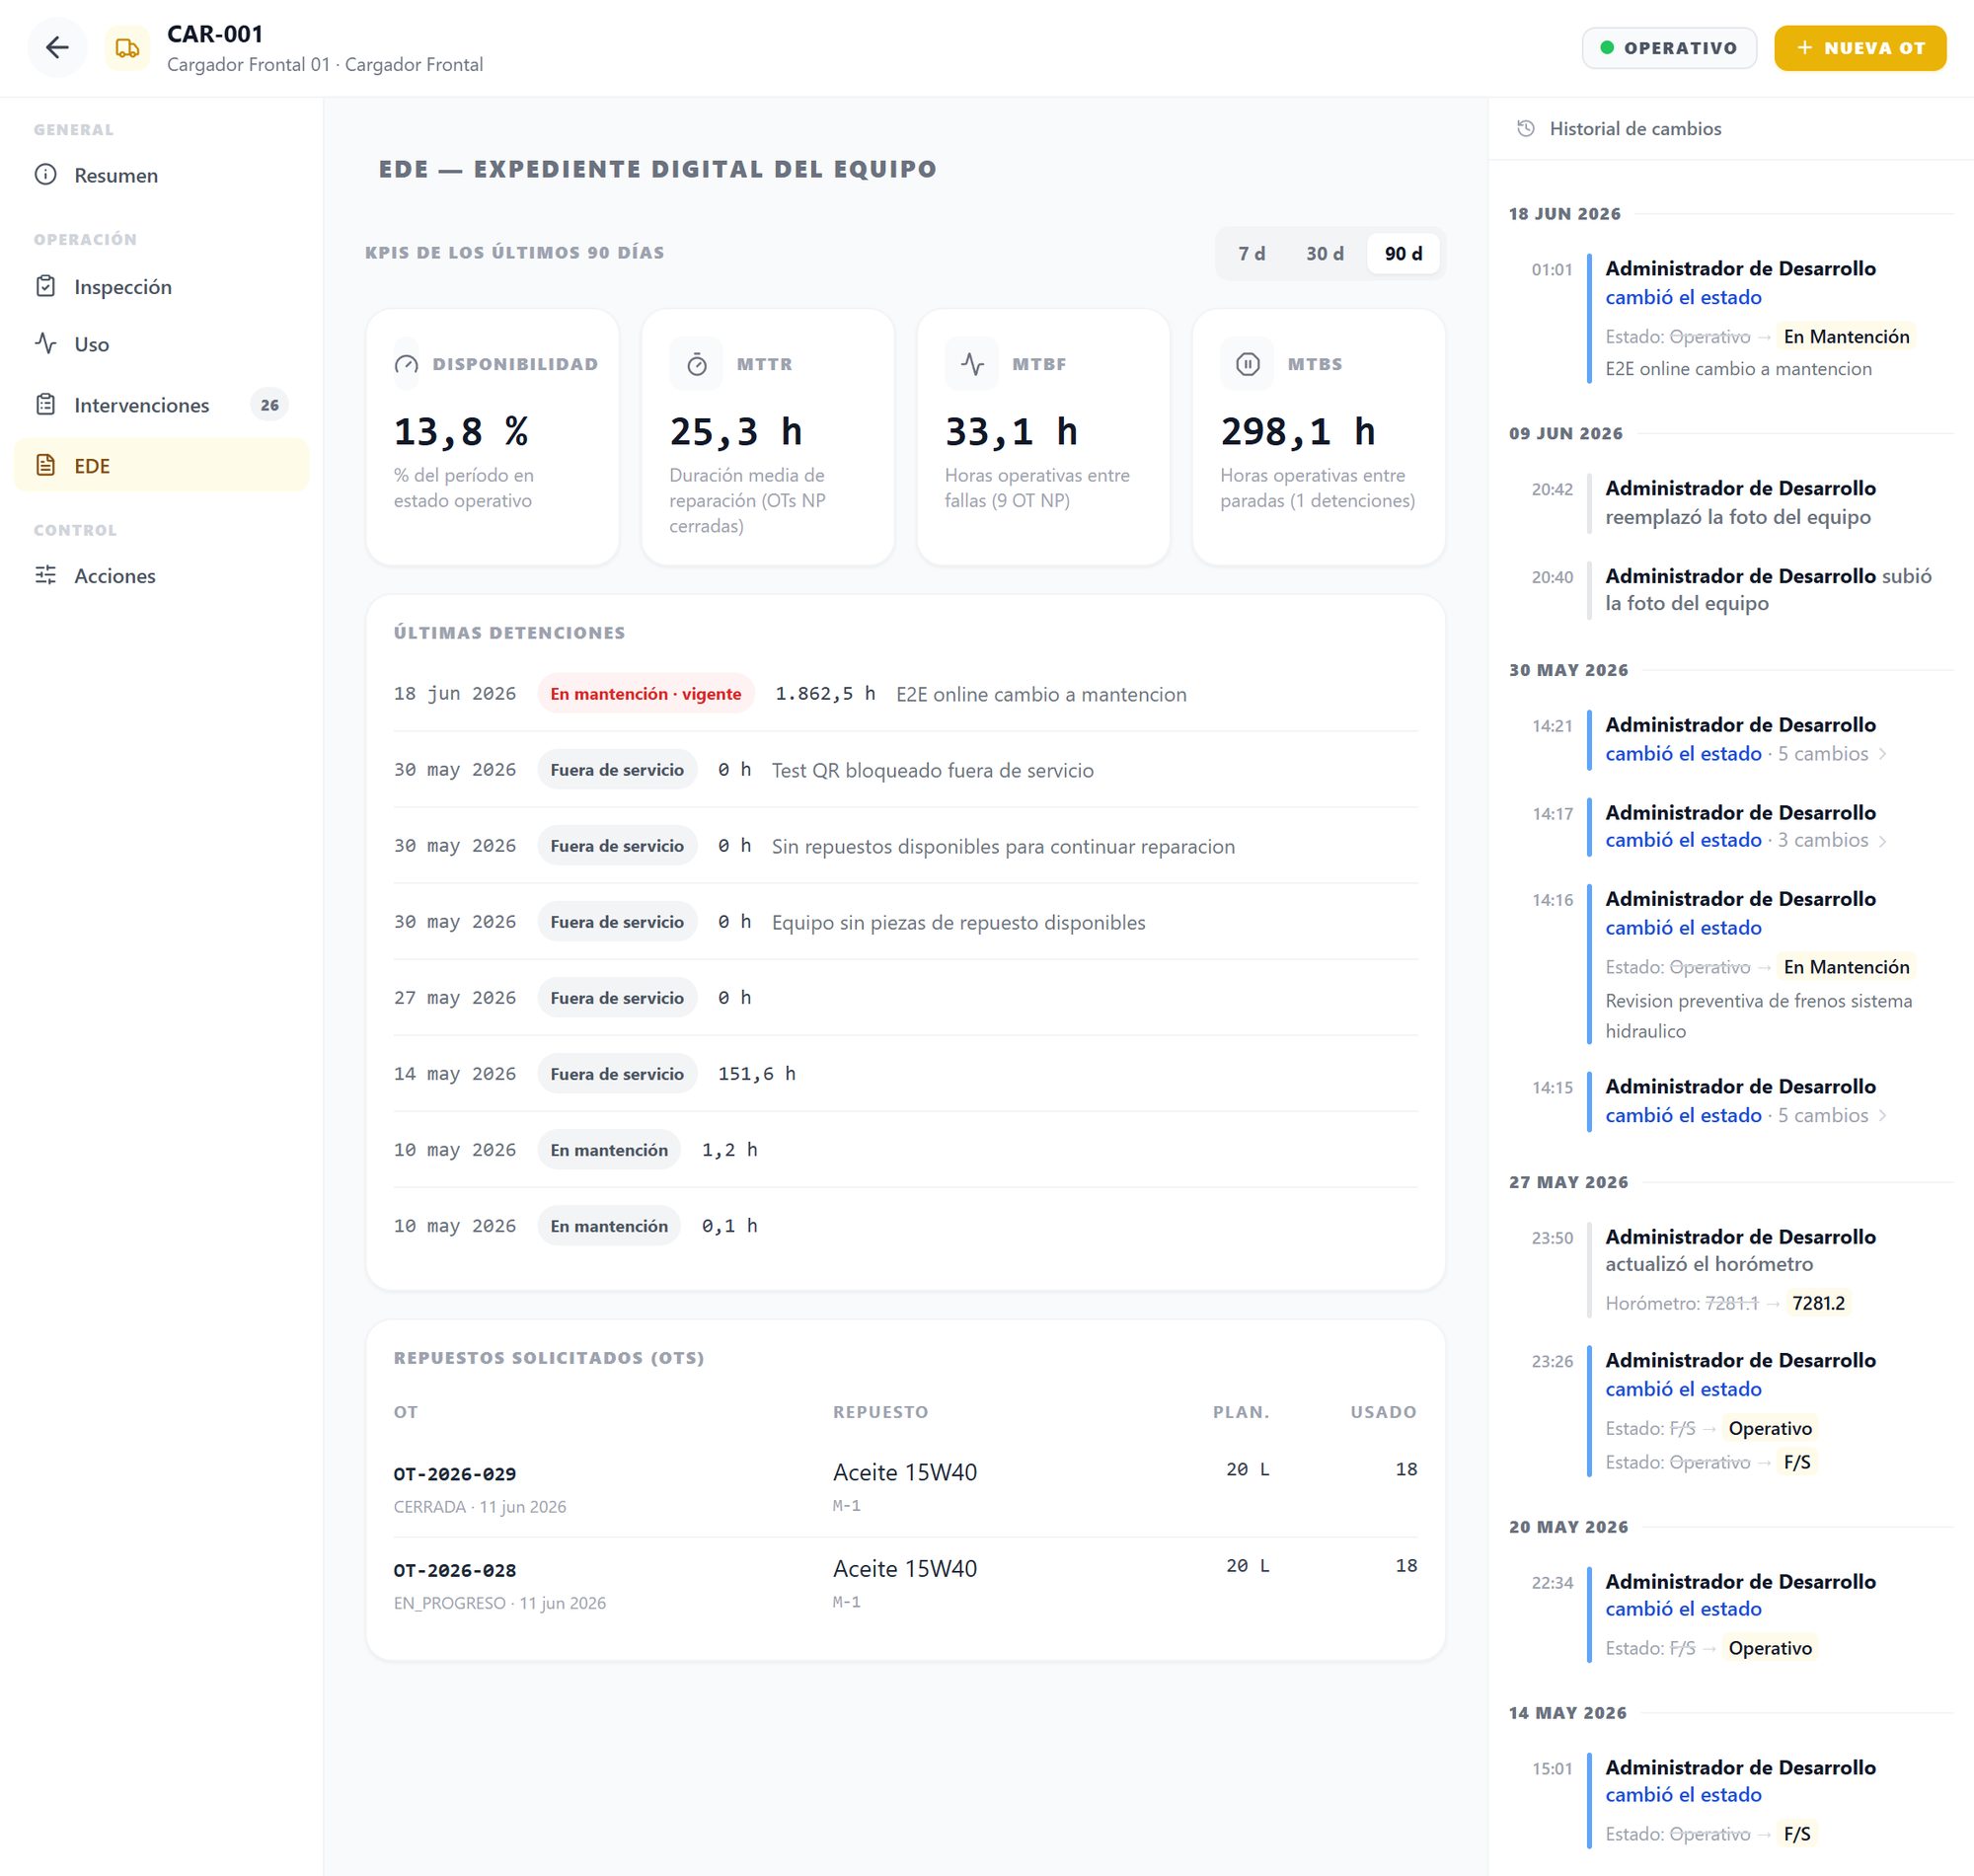 CAR-001
Cargador Frontal 01 · Cargador Frontal
OPERATIVO
+ NUEVA OT
GENERAL
Resumen
OPERACIÓN
Inspección
Uso
Intervenciones 26
EDE
CONTROL
Acciones
EDE — EXPEDIENTE DIGITAL DEL EQUIPO
KPIS DE LOS ÚLTIMOS 90 DÍAS
7 d 30 d 90 d
DISPONIBILIDAD
13,8 %
% del período en
estado operativo
MTTR
25,3 h
Duración media de
reparación (OTs NP
cerradas)
MTBF
33,1 h
Horas operativas entre
fallas (9 OT NP)
MTBS
298,1 h
Horas operativas entre
paradas (1 detenciones)
ÚLTIMAS DETENCIONES
18 jun 2026 En mantención · vigente 1.862,5 h E2E online cambio a mantencion
30 may 2026 Fuera de servicio 0 h Test QR bloqueado fuera de servicio
30 may 2026 Fuera de servicio 0 h Sin repuestos disponibles para continuar reparacion
30 may 2026 Fuera de servicio 0 h Equipo sin piezas de repuesto disponibles
27 may 2026 Fuera de servicio 0 h
14 may 2026 Fuera de servicio 151,6 h
10 may 2026 En mantención 1,2 h
10 may 2026 En mantención 0,1 h
REPUESTOS SOLICITADOS (OTS)
OT REPUESTO PLAN. USADO
OT-2026-029 Aceite 15W40 20 L 18
CERRADA · 11 jun 2026 M-1
OT-2026-028 Aceite 15W40 20 L 18
EN_PROGRESO · 11 jun 2026 M-1
Historial de cambios
18 JUN 2026
01:01 Administrador de Desarrollo
cambió el estado
Estado: Operativo → En Mantención
E2E online cambio a mantencion
09 JUN 2026
20:42 Administrador de Desarrollo
reemplazó la foto del equipo
20:40 Administrador de Desarrollo subió
la foto del equipo
30 MAY 2026
14:21 Administrador de Desarrollo
cambió el estado · 5 cambios >
14:17 Administrador de Desarrollo
cambió el estado · 3 cambios >
14:16 Administrador de Desarrollo
cambió el estado
Estado: Operativo → En Mantención
Revision preventiva de frenos sistema
hidraulico
14:15 Administrador de Desarrollo
cambió el estado · 5 cambios >
27 MAY 2026
23:50 Administrador de Desarrollo
actualizó el horómetro
Horómetro: 7281.1 → 7281.2
23:26 Administrador de Desarrollo
cambió el estado
Estado: F/S → Operativo
Estado: Operativo → F/S
20 MAY 2026
22:34 Administrador de Desarrollo
cambió el estado
Estado: F/S → Operativo
14 MAY 2026
15:01 Administrador de Desarrollo
cambió el estado
Estado: Operativo → F/S